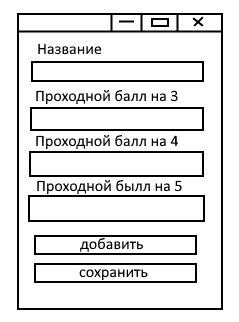 Название
Проходной балл на 3
Проходной балл на 4
Проходной былл на 5
добавить
сохранить